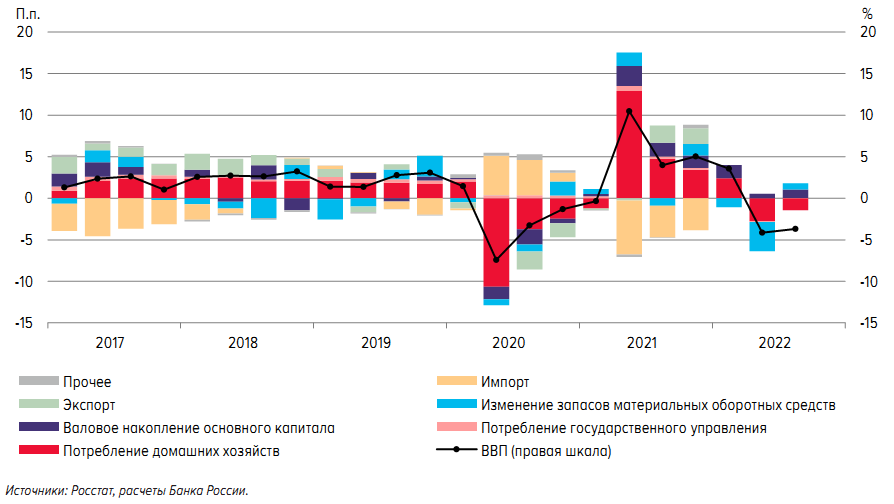 П.п. %
20 20
15 15
10 10
5 5
0 0
-5 -5
-10 -10
-15 -15
2017 2018 2019 2020 2021 2022
Прочее Импорт
Экспорт Изменение запасов материальных оборотных средств
Валовое накопление основного капитала Потребление государственного управления
Потребление домашних хозяйств ВВП (правая шкала)
Источники: Росстат, расчеты Банка России.